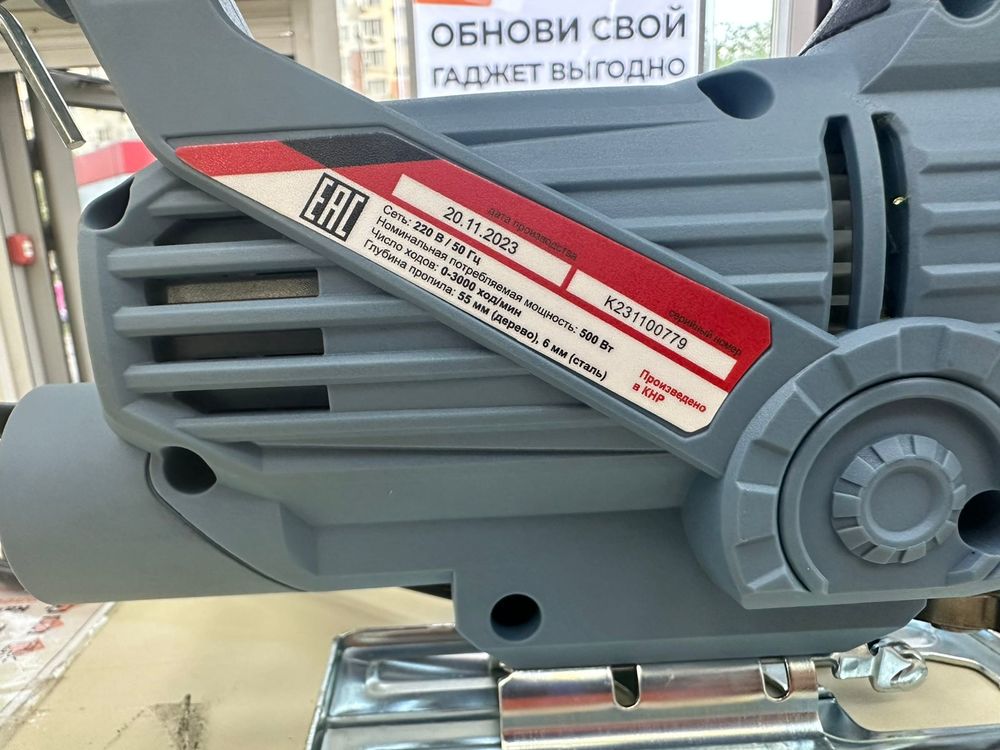 ОБНОВИ СВОЙ
ГАДЖЕТ ВЫГОДНО
EAC
дата производства
20.11.2023
серийный номер
K231100779
Сеть: 220 В / 50 Гц
Номинальная потребляемая мощность: 500 Вт
Число ходов: 0-3000 ход/мин
Глубина пропила: 55 мм (дерево), 6 мм (сталь)
Произведено
в КНР